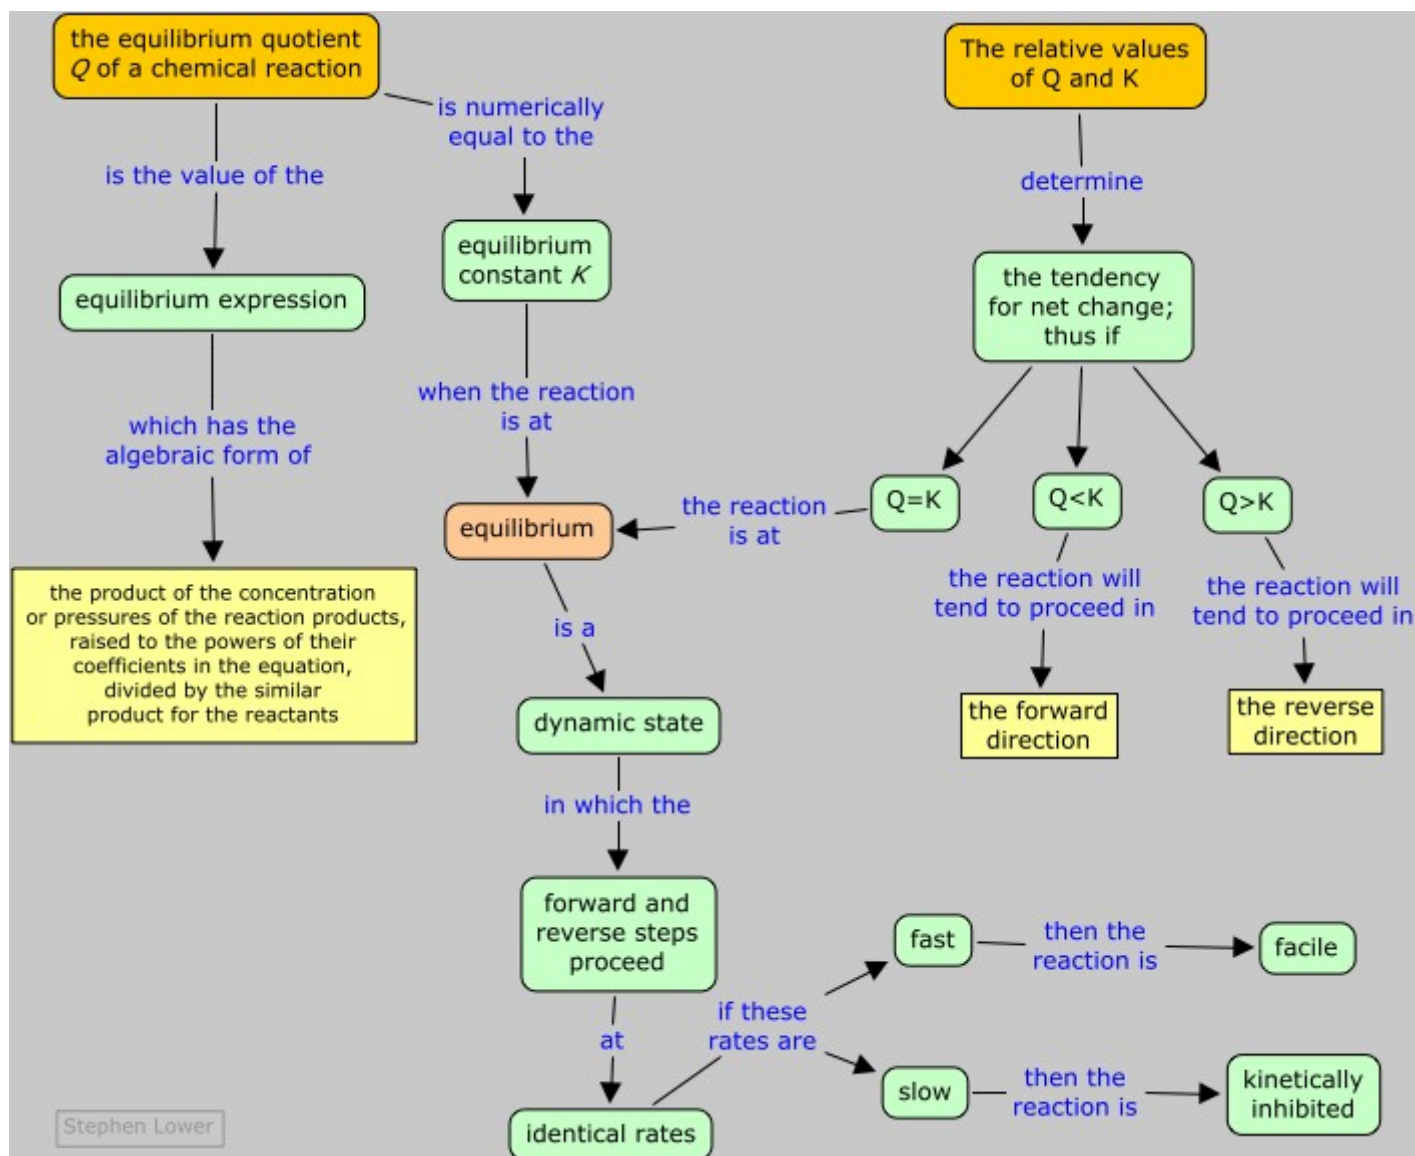 the equilibrium quotient
Q of a chemical reaction
is the value of the
equilibrium expression
which has the
algebraic form of
the product of the concentration
or pressures of the reaction products,
raised to the powers of their
coefficients in the equation,
divided by the similar
product for the reactants
is numerically
equal to the
equilibrium
constant K
when the reaction
is at
equilibrium
is a
dynamic state
in which the
forward and
reverse steps
proceed
at
identical rates
if these
rates are
fast
then the
reaction is
facile
slow
then the
reaction is
kinetically
inhibited
The relative values
of Q and K
determine
the tendency
for net change;
thus if
Q=K
the reaction
is at
Q<K
the reaction will
tend to proceed in
the forward
direction
Q>K
the reaction will
tend to proceed in
the reverse
direction
Stephen Lower